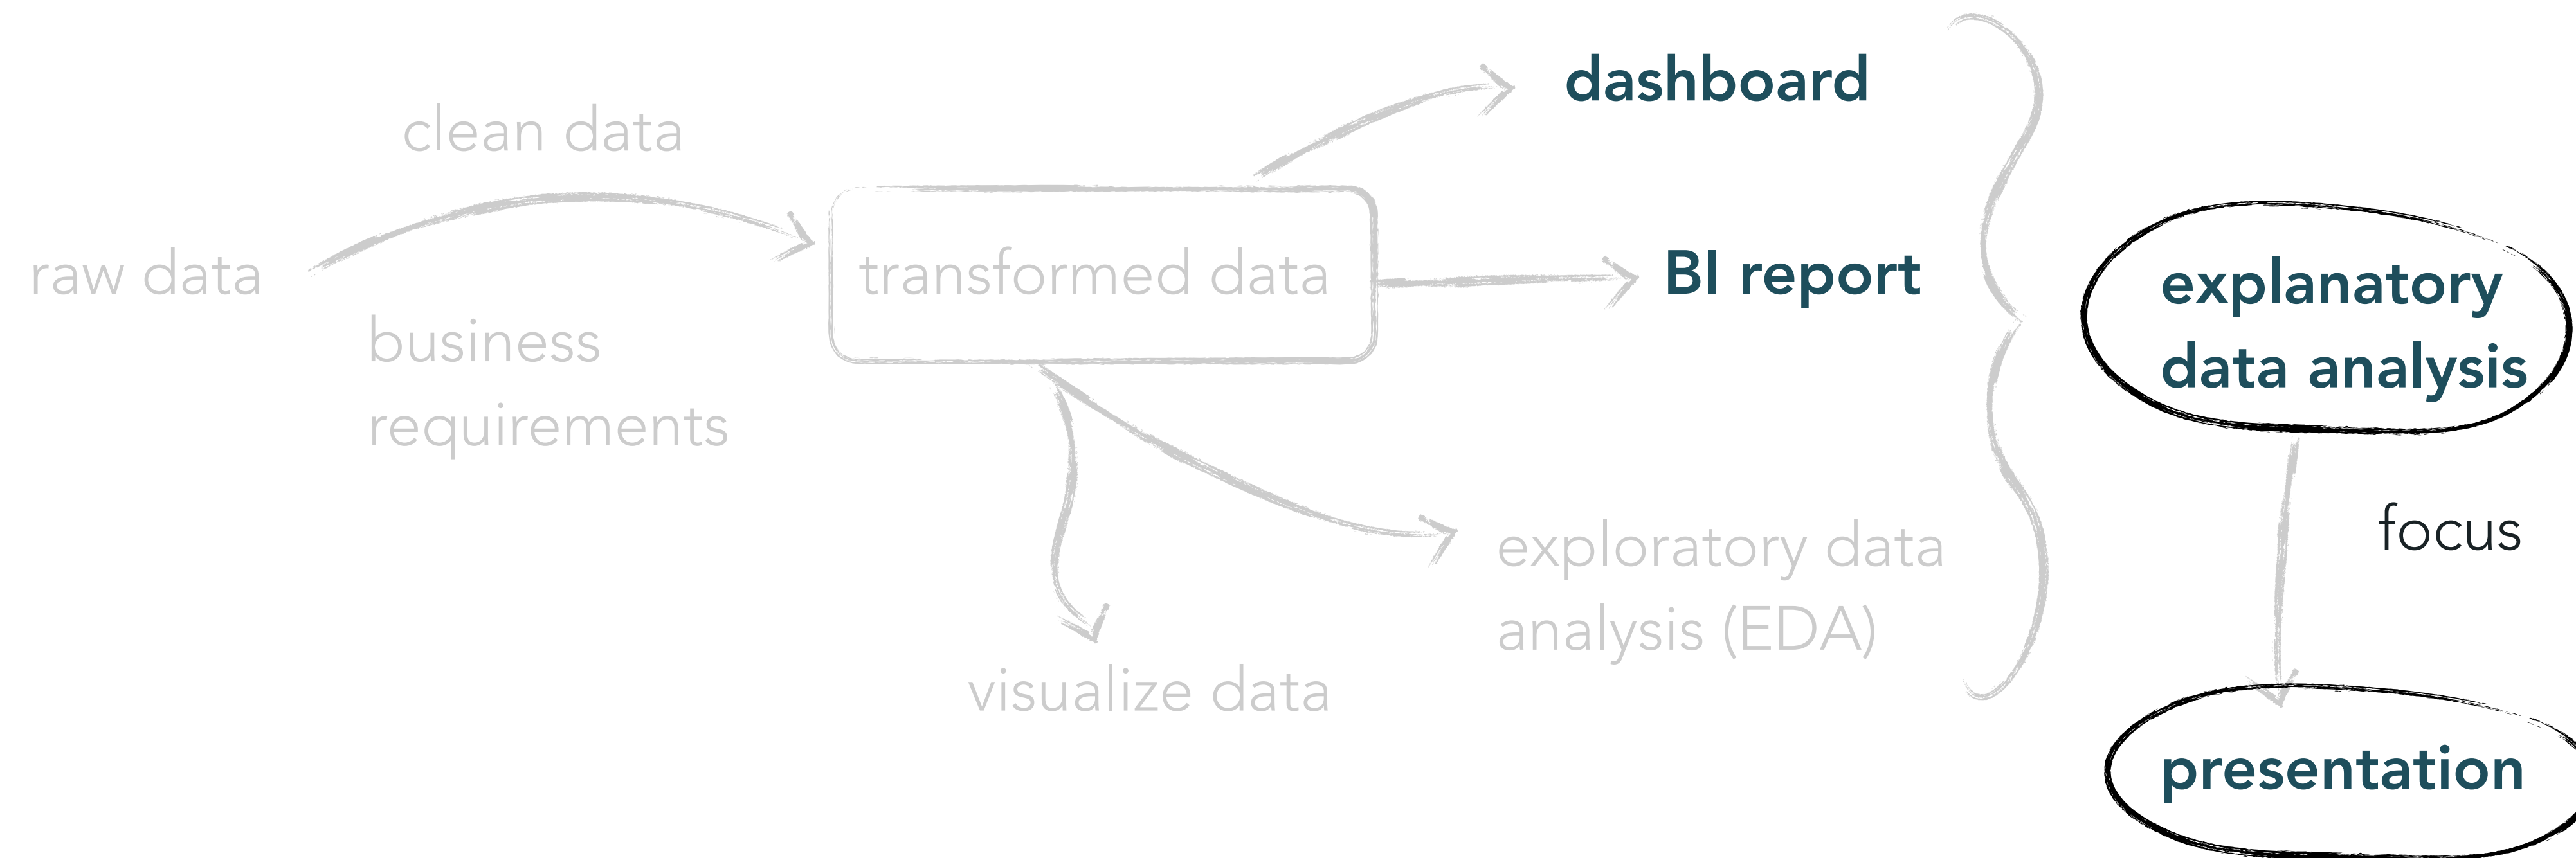 dashboard
clean data
raw data
business
requirements
transformed data
BI report
explanatory
data analysis
exploratory data
analysis (EDA)
visualize data
focus
presentation